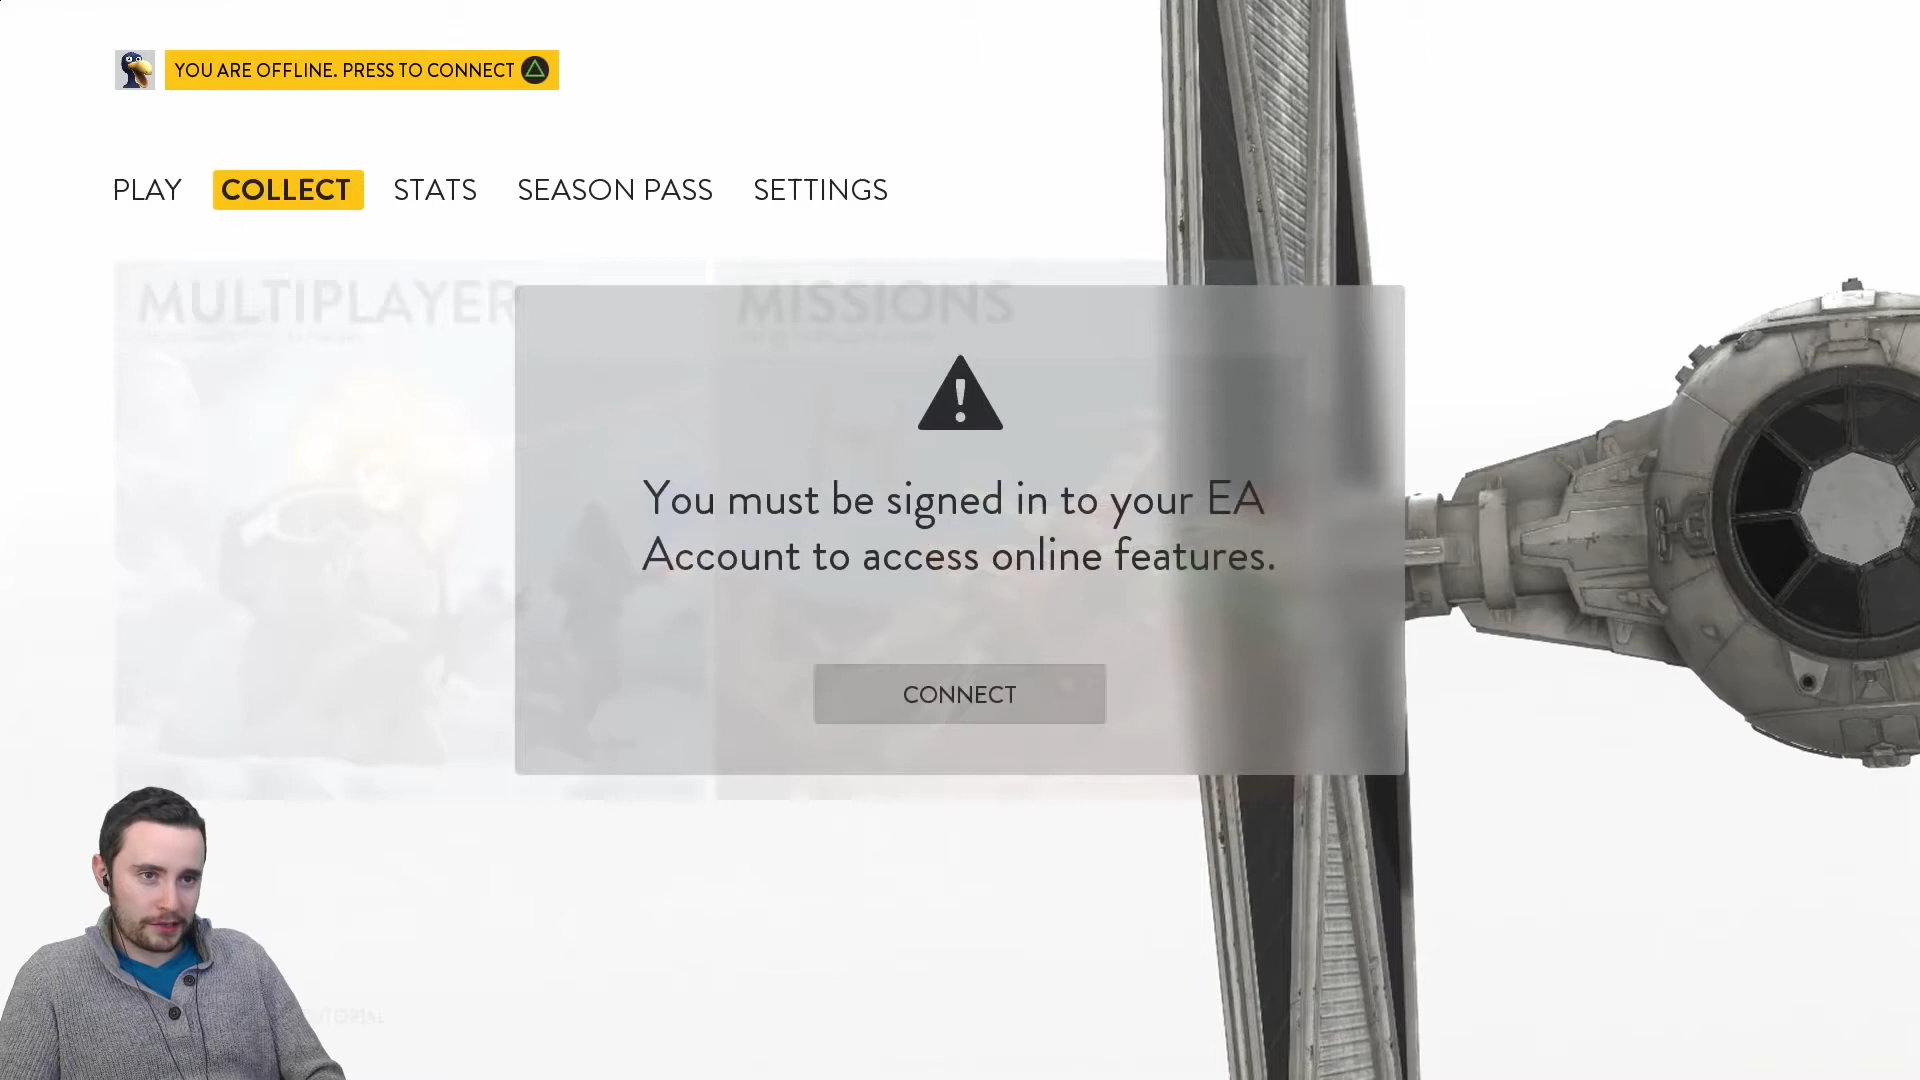 YOU ARE OFFLINE. PRESS TO CONNECT
PLAY COLLECT STATS SEASON PASS SETTINGS
MULTIPLAYER MISSIONS
You must be signed in to your EA
Account to access online features.
CONNECT